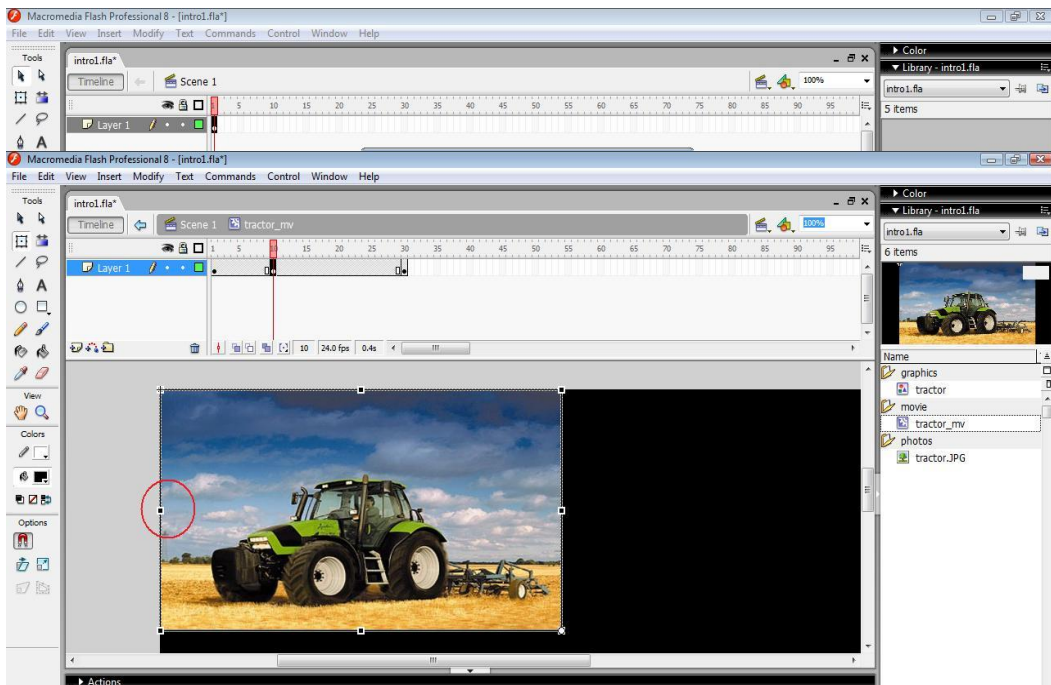 Macromedia Flash Professional 8 - [intro1.fla*]
File Edit View Insert Modify Text Commands Control Window Help
Tools
intro1.fla*
Timeline Scene 1 100%
1 5 10 15 20 25 30 35 40 45 50 55 60 65 70 75 80 85 90 95
Layer 1
Color
Library - intro1.fla
intro1.fla
5 items
Macromedia Flash Professional 8 - [intro1.fla*]
File Edit View Insert Modify Text Commands Control Window Help
Tools
intro1.fla*
Timeline Scene 1 tractor_mv 100%
1 5 10 15 20 25 30 35 40 45 50 55 60 65 70 75 80 85 90 95
Layer 1
10 24.0 fps 0.4s
View
Colors
Options
Color
Library - intro1.fla
intro1.fla
6 items
Name
graphics
tractor
movie
tractor_mv
photos
tractor.JPG
Actions